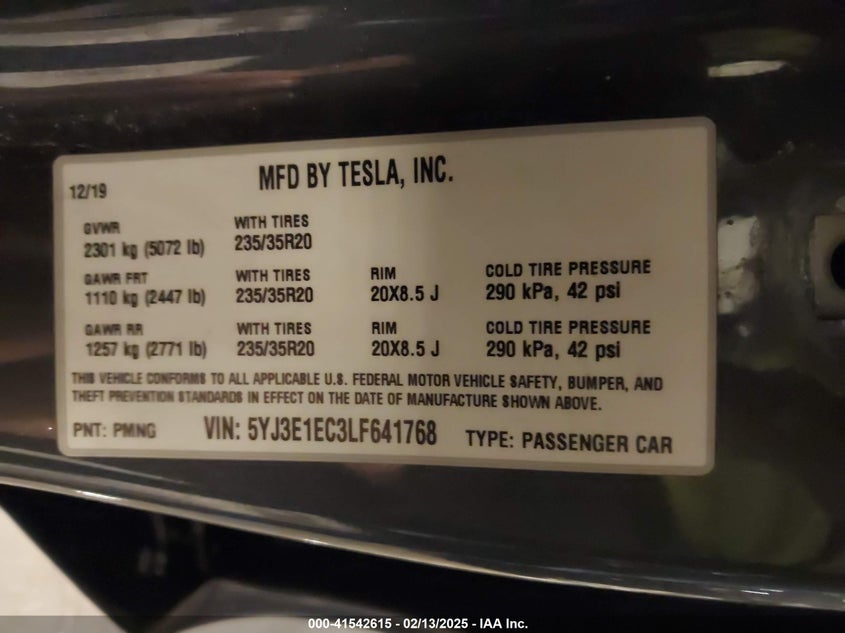 12/19
MFD BY TESLA, INC.
GVWR
2301 kg (5072 lb)
WITH TIRES
235/35R20
GAWR FRT
1110 kg (2447 lb)
WITH TIRES
235/35R20
RIM
20X8.5 J
COLD TIRE PRESSURE
290 kPa, 42 psi
GAWR RR
1257 kg (2771 lb)
WITH TIRES
235/35R20
RIM
20X8.5 J
COLD TIRE PRESSURE
290 kPa, 42 psi
THIS VEHICLE CONFORMS TO ALL APPLICABLE U.S. FEDERAL MOTOR VEHICLE SAFETY, BUMPER, AND
THEFT PREVENTION STANDARDS IN EFFECT ON THE DATE OF MANUFACTURE SHOWN ABOVE.
PNT: PMNG
VIN: 5YJ3E1EC3LF641768
TYPE: PASSENGER CAR
000-41542615 - 02/13/2025 - IAA Inc.